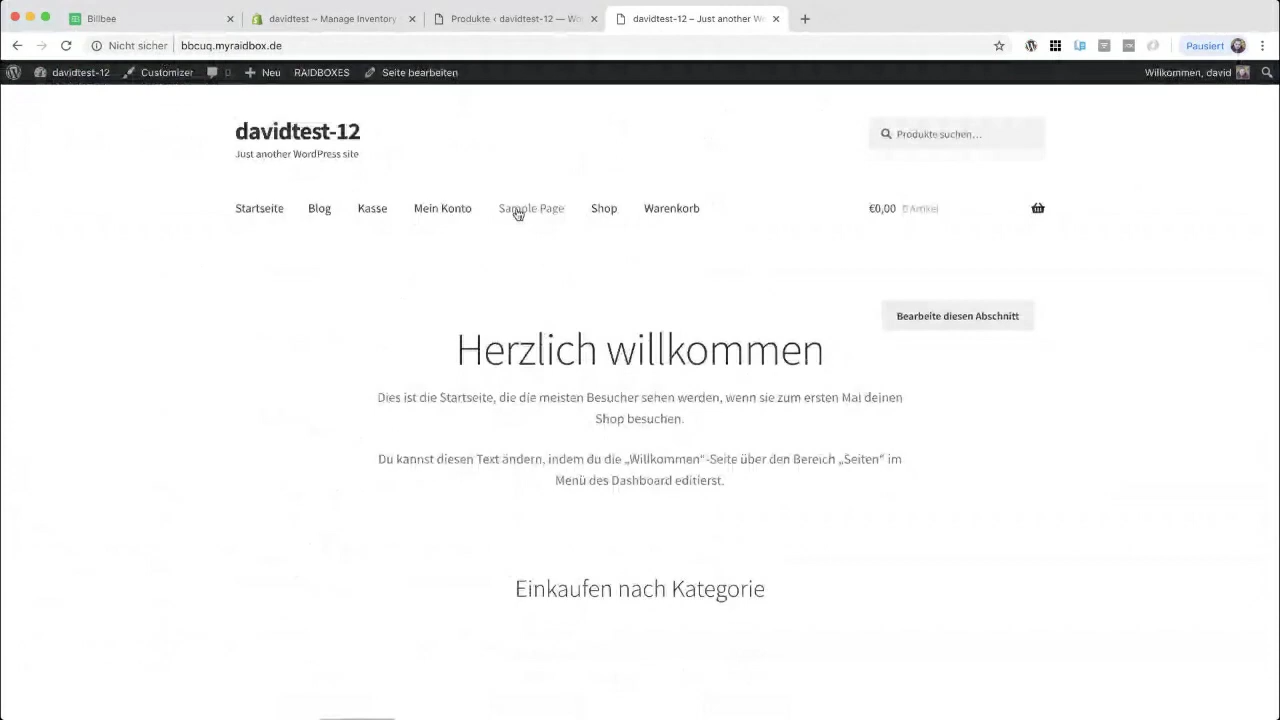 Billbee
davidtest ~ Manage Inventory
Produkte ‹ davidtest-12 — Wo
davidtest-12 – Just another W
Nicht sicher
bbcuq.myraidbox.de
Pausiert
davidtest-12
Customizer
0
Neu
RAIDBOXES
Seite bearbeiten
Willkommen, david
davidtest-12
Just another WordPress site
Produkte suchen…
Startseite
Blog
Kasse
Mein Konto
Sample Page
Shop
Warenkorb
€0,00
0 Artikel
Bearbeite diesen Abschnitt
Herzlich willkommen
Dies ist die Startseite, die die meisten Besucher sehen werden, wenn sie zum ersten Mal deinen
Shop besuchen.
Du kannst diesen Text ändern, indem du die „Willkommen“-Seite über den Bereich „Seiten“ im
Menü des Dashboard editierst.
Einkaufen nach Kategorie